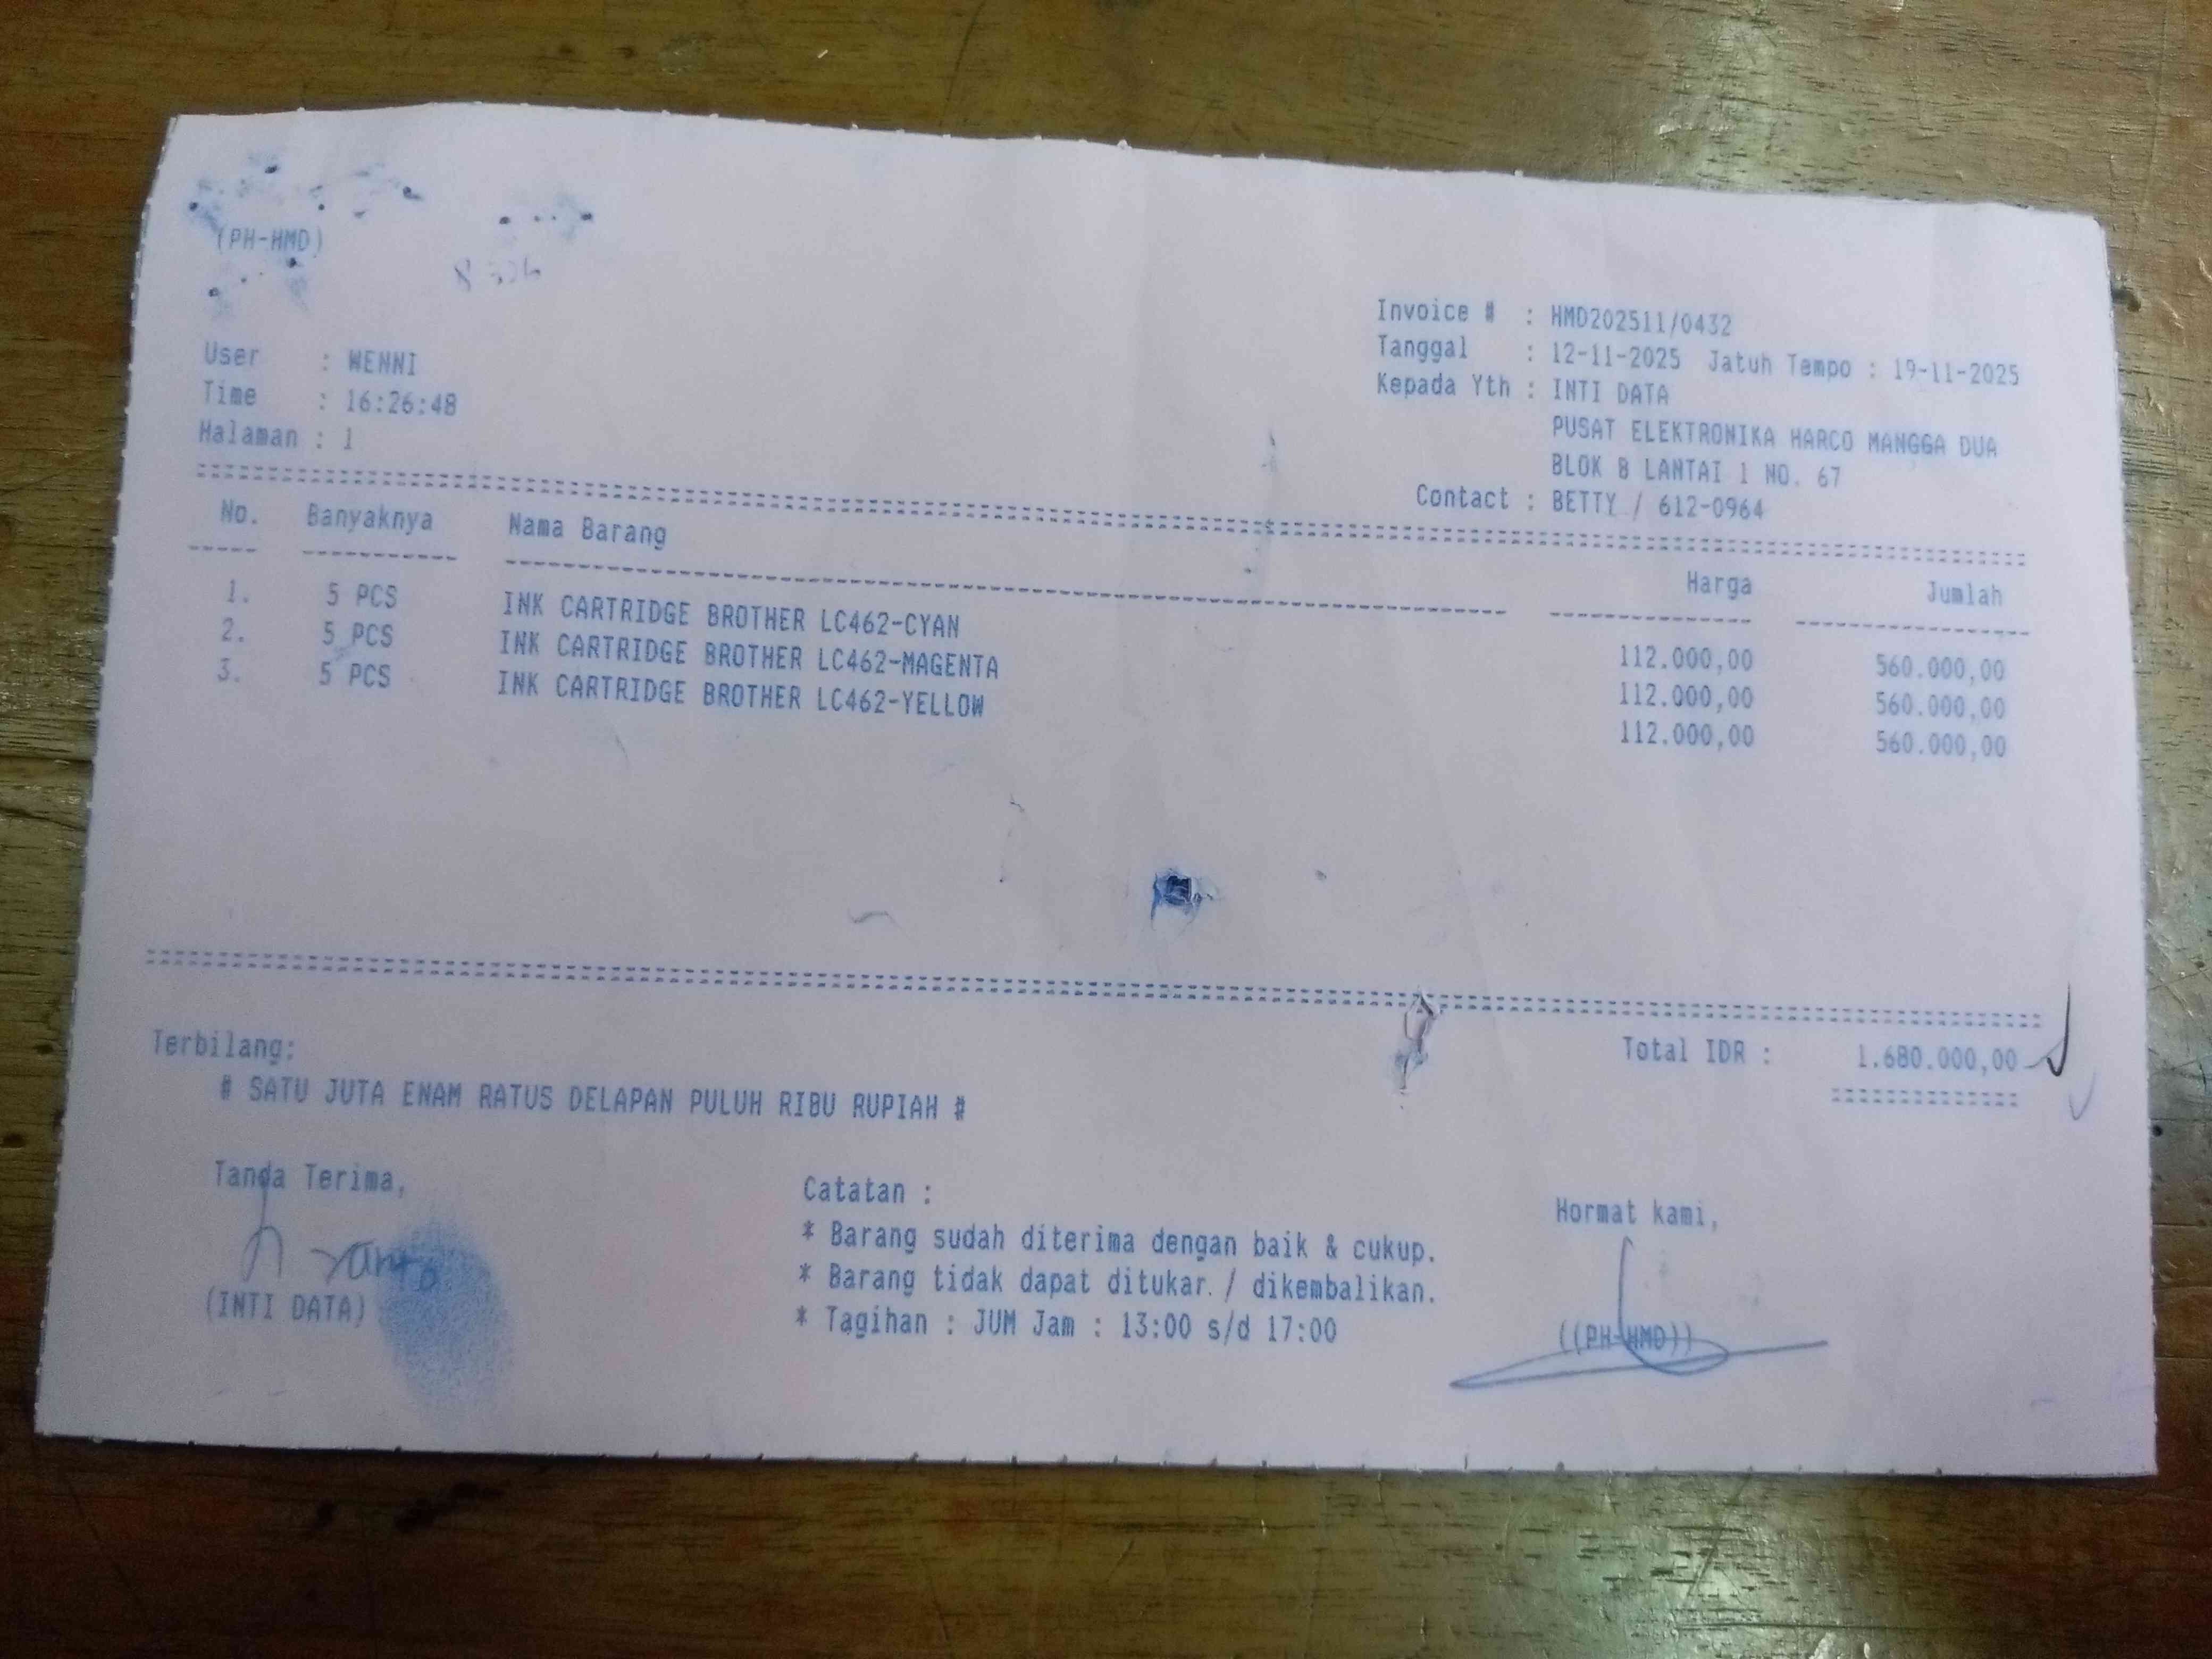 (PH-HMD)
Invoice # : HMD202511/0432
Tanggal : 12-11-2025 Jatuh Tempo : 19-11-2025
Kepada Yth : INTI DATA
PUSAT ELEKTRONIKA HARCO MANGGA DUA
BLOK B LANTAI 1 NO. 67
Contact : BETTY / 612-0964
User : WENNI
Time : 16:26:48
Halaman : 1
No. Banyaknya Nama Barang Harga Jumlah
1. 5 PCS INK CARTRIDGE BROTHER LC462-CYAN 112.000,00 560.000,00
2. 5 PCS INK CARTRIDGE BROTHER LC462-MAGENTA 112.000,00 560.000,00
3. 5 PCS INK CARTRIDGE BROTHER LC462-YELLOW 112.000,00 560.000,00
Total IDR : 1.680.000,00
Terbilang:
# SATU JUTA ENAM RATUS DELAPAN PULUH RIBU RUPIAH #
Tanda Terima,
(INTI DATA)
Catatan :
* Barang sudah diterima dengan baik & cukup.
* Barang tidak dapat ditukar. / dikembalikan.
* Tagihan : JUM Jam : 13:00 s/d 17:00
Hormat kami,
((PH-HMD))